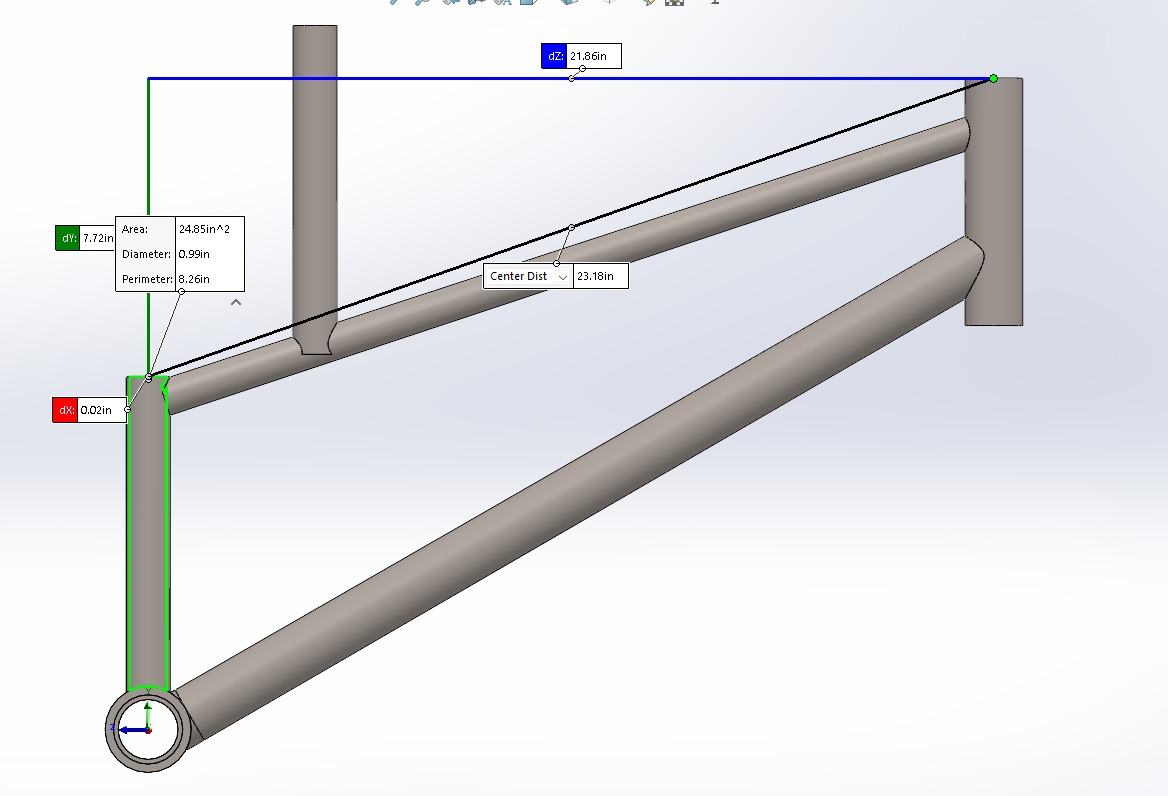 dZ: 21.86in
dY: 7.72in
Area: 24.85in^2
Diameter: 0.99in
Perimeter: 8.26in
Center Dist 23.18in
dX: 0.02in